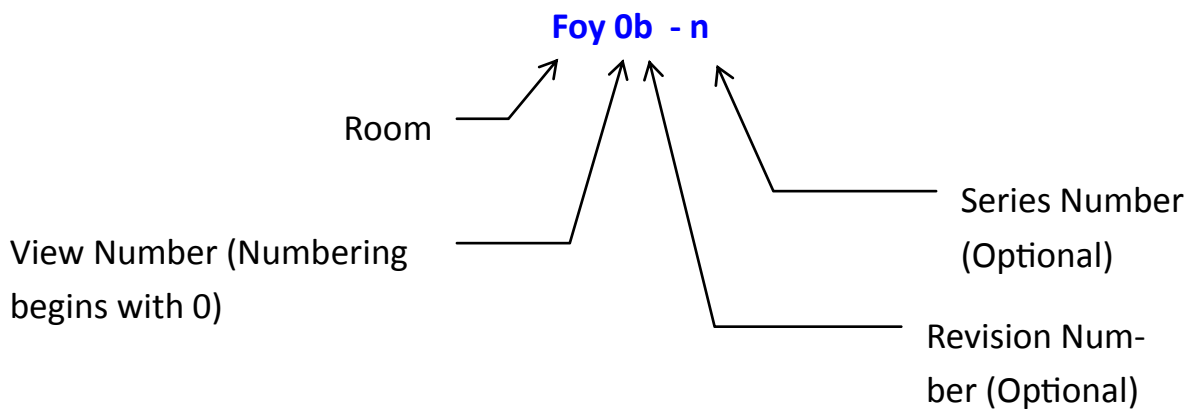 Foy 0b - n
Room
View Number (Numbering
begins with 0)
Series Number
(Optional)
Revision Num-
ber (Optional)